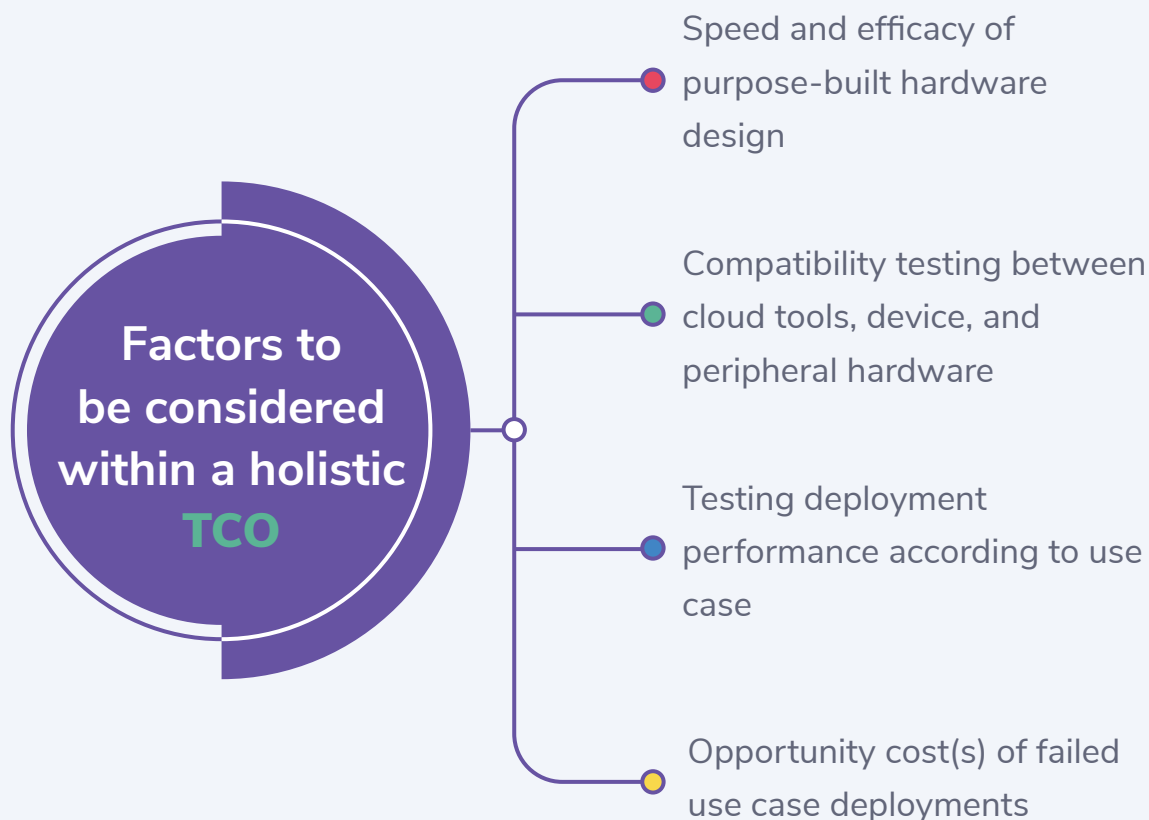 Factors to
be considered
within a holistic
TCO
Speed and efficacy of
purpose-built hardware
design
Compatibility testing between
cloud tools, device, and
peripheral hardware
Testing deployment
performance according to use
case
Opportunity cost(s) of failed
use case deployments